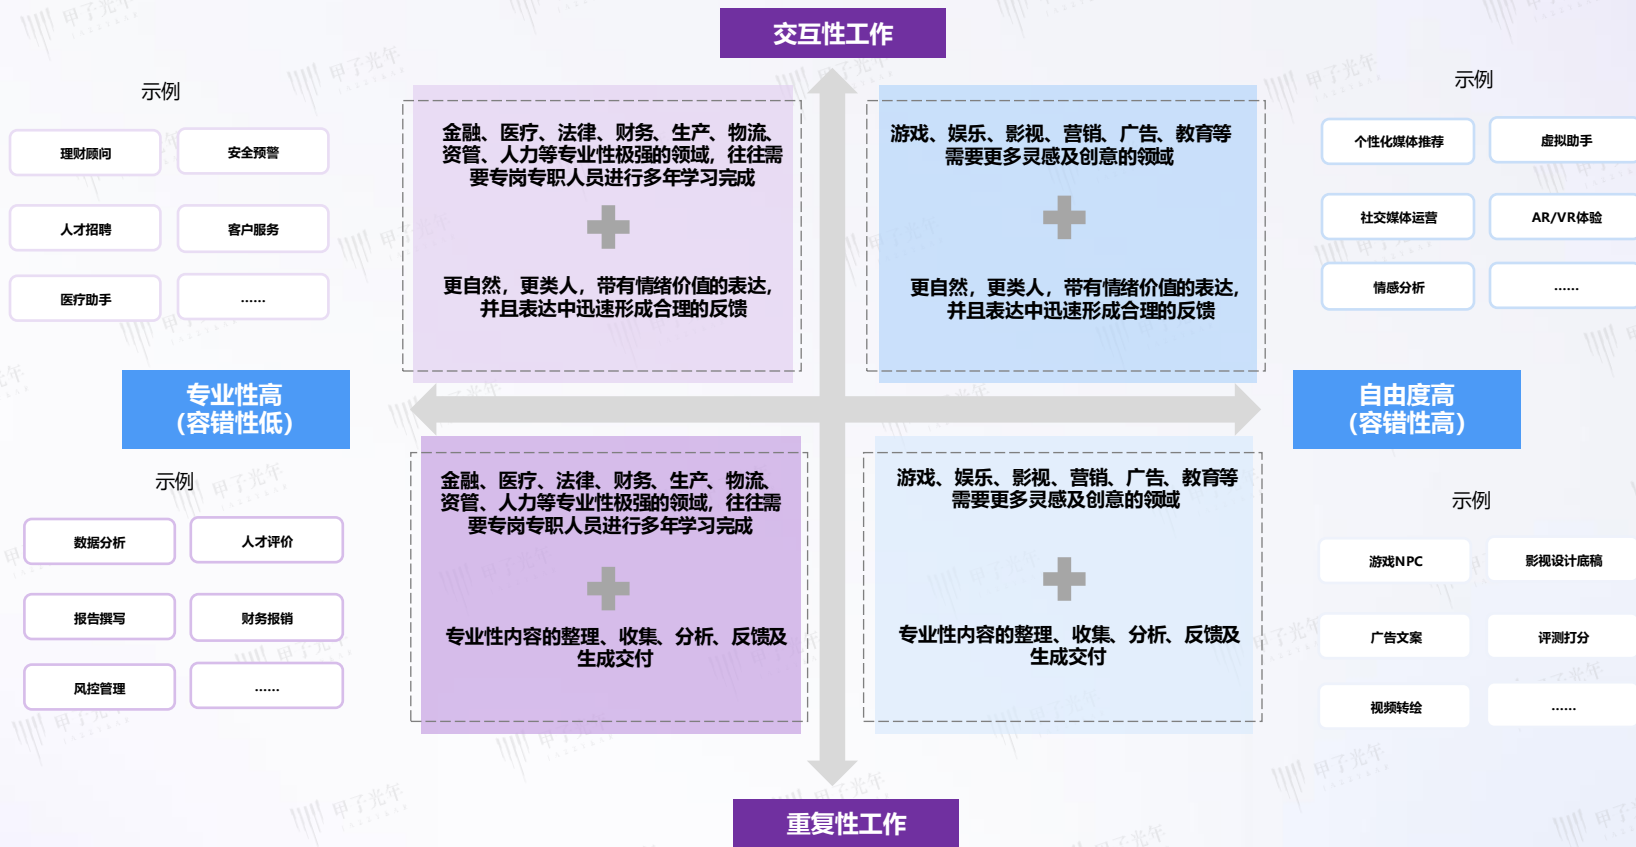 交互性工作
示例
理财顾问
安全预警
人才招聘
客户服务
医疗助手
……
金融、医疗、法律、财务、生产、物流、
资管、人力等专业性极强的领域，往往需
要专岗专职人员进行多年学习完成
更自然，更类人，带有情绪价值的表达，
并且表达中迅速形成合理的反馈
游戏、娱乐、影视、营销、广告、教育等
需要更多灵感及创意的领域
更自然，更类人，带有情绪价值的表达，
并且表达中迅速形成合理的反馈
示例
个性化媒体推荐
虚拟助手
社交媒体运营
AR/VR体验
情感分析
……
专业性高
（容错性低）
自由度高
（容错性高）
示例
数据分析
人才评价
报告撰写
财务报销
风控管理
……
金融、医疗、法律、财务、生产、物流、
资管、人力等专业性极强的领域，往往需
要专岗专职人员进行多年学习完成
专业性内容的整理、收集、分析、反馈及
生成交付
游戏、娱乐、影视、营销、广告、教育等
需要更多灵感及创意的领域
专业性内容的整理、收集、分析、反馈及
生成交付
示例
游戏NPC
影视设计底稿
广告文案
评测打分
视频转绘
……
重复性工作
甲子光年